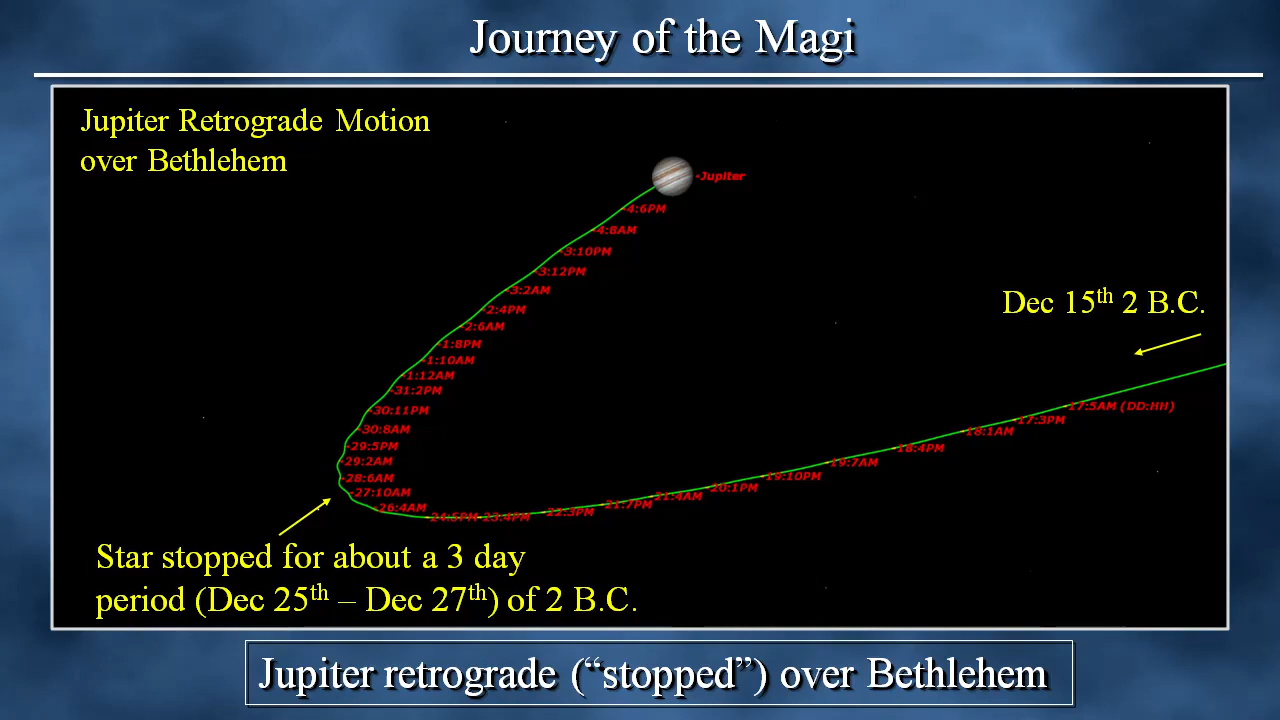 Journey of the Magi
Jupiter Retrograde Motion
over Bethlehem
-Jupiter
-4:6PM
-4:8AM
-3:10PM
-3:12PM
-3:2AM
-2:4PM
-2:6AM
-1:8PM
-1:10AM
-1:12AM
-31:2PM
-30:11PM
-30:8AM
-29:5PM
-29:2AM
-28:6AM
-27:10AM
-26:4AM
-24:5PM
-23:4PM
-22:3PM
-21:7PM
-21:4AM
-20:1PM
-19:10PM
-19:7AM
-18:4PM
-18:1AM
-17:3PM
-17:5AM (DD:HH)
Dec 15th 2 B.C.
Star stopped for about a 3 day
period (Dec 25th – Dec 27th) of 2 B.C.
Jupiter retrograde (“stopped”) over Bethlehem